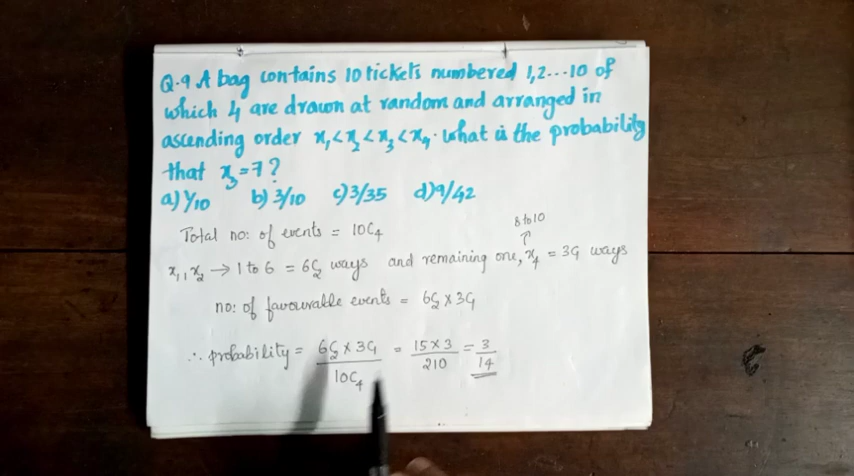 Q.9 A bag contains 10 tickets numbered 1,2...10 of
which 4 are drawn at random and arranged in
ascending order x₁<x₂<x₃<x₄. What is the probability
that x₃=7?
a) 1/10 b) 3/10 c) 3/35 d) 9/42
Total no: of events = 10C₄
8 to 10
↑
x₁, x₂ → 1 to 6 = 6C₂ ways and remaining one, x₄ = 3C₁ ways
no: of favourable events = 6C₂ × 3C₁
∴ probability = 6C₂ × 3C₁ / 10C₄ = 15×3 / 210 = 3/14